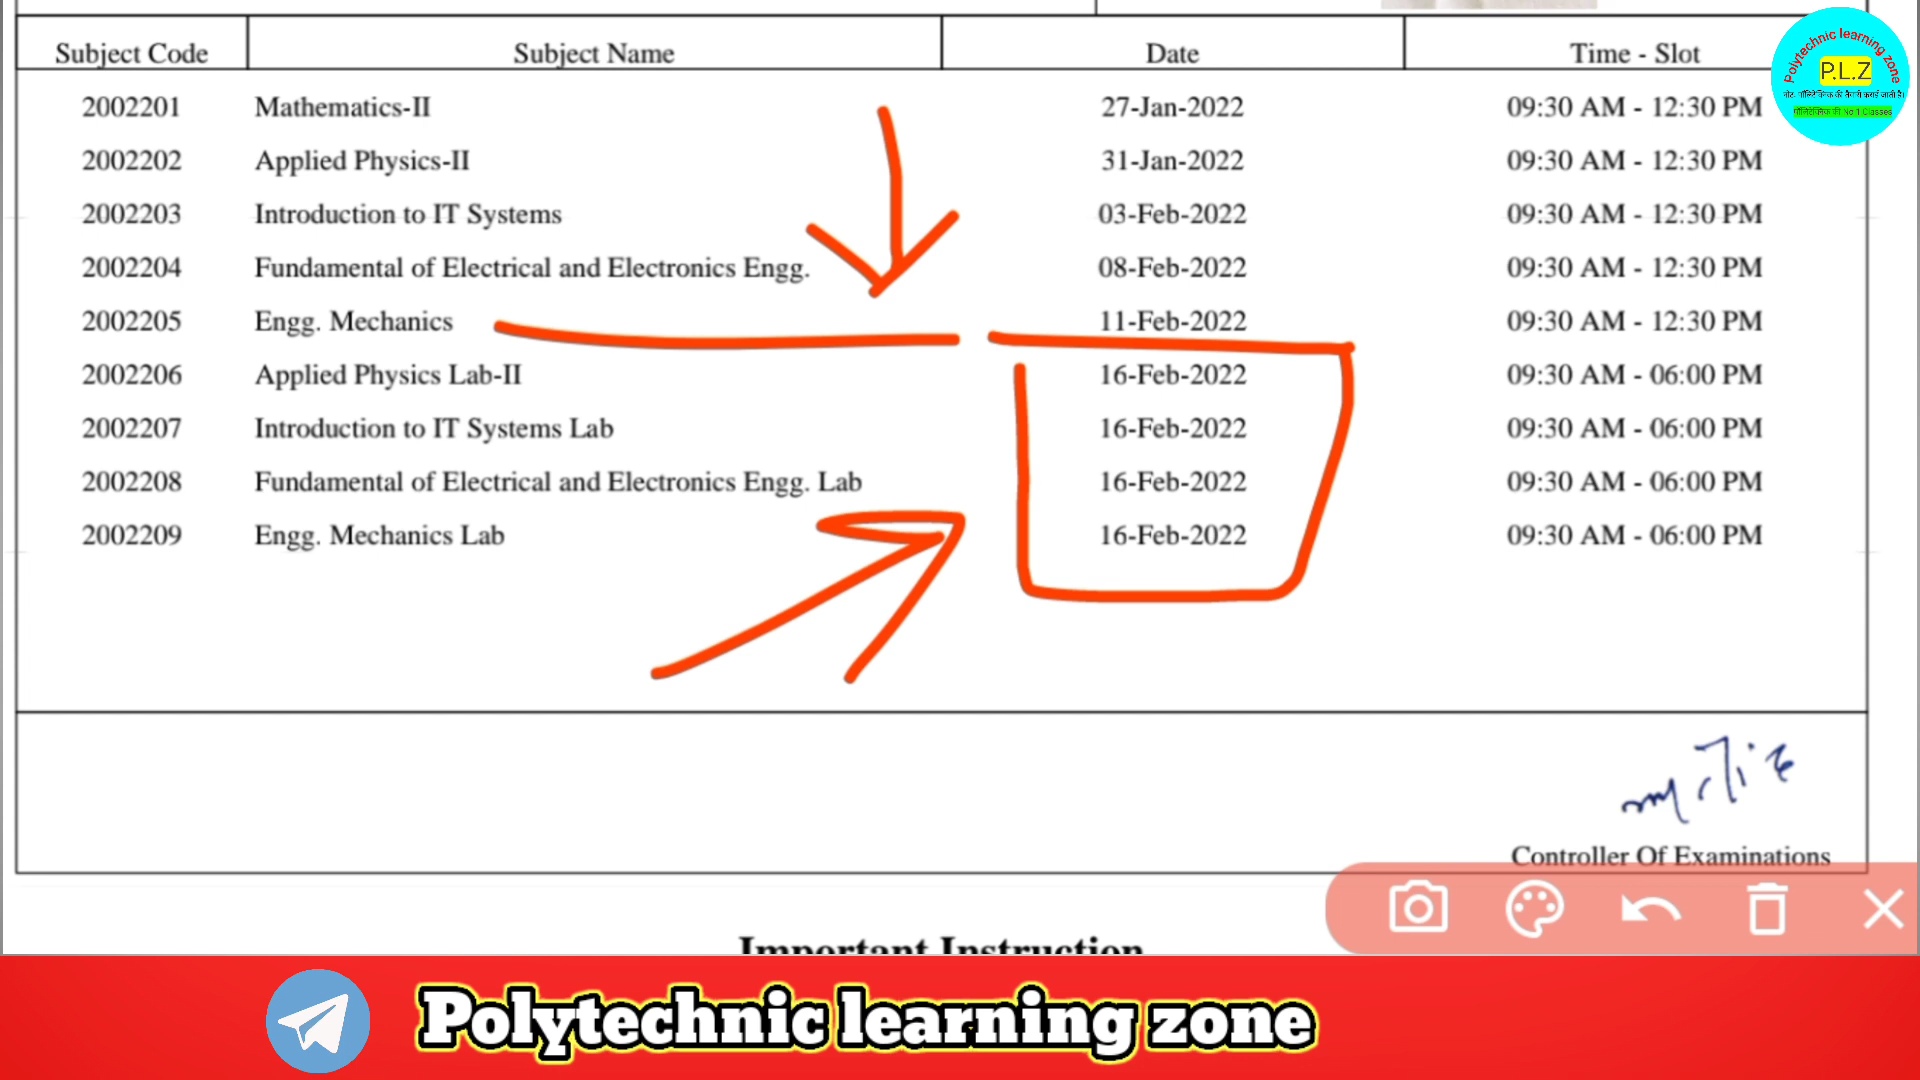 Subject Code Subject Name Date Time - Slot
2002201 Mathematics-II 27-Jan-2022 09:30 AM - 12:30 PM
2002202 Applied Physics-II 31-Jan-2022 09:30 AM - 12:30 PM
2002203 Introduction to IT Systems 03-Feb-2022 09:30 AM - 12:30 PM
2002204 Fundamental of Electrical and Electronics Engg. 08-Feb-2022 09:30 AM - 12:30 PM
2002205 Engg. Mechanics 11-Feb-2022 09:30 AM - 12:30 PM
2002206 Applied Physics Lab-II 16-Feb-2022 09:30 AM - 06:00 PM
2002207 Introduction to IT Systems Lab 16-Feb-2022 09:30 AM - 06:00 PM
2002208 Fundamental of Electrical and Electronics Engg. Lab 16-Feb-2022 09:30 AM - 06:00 PM
2002209 Engg. Mechanics Lab 16-Feb-2022 09:30 AM - 06:00 PM
Polytechnic learning zone
P.L.Z
नोट- पॉलिटेक्निक की तैयारी कराई जाती है।
पॉलिटेक्निक की No 1 Classes
Controller Of Examinations
Important Instruction
Polytechnic learning zone